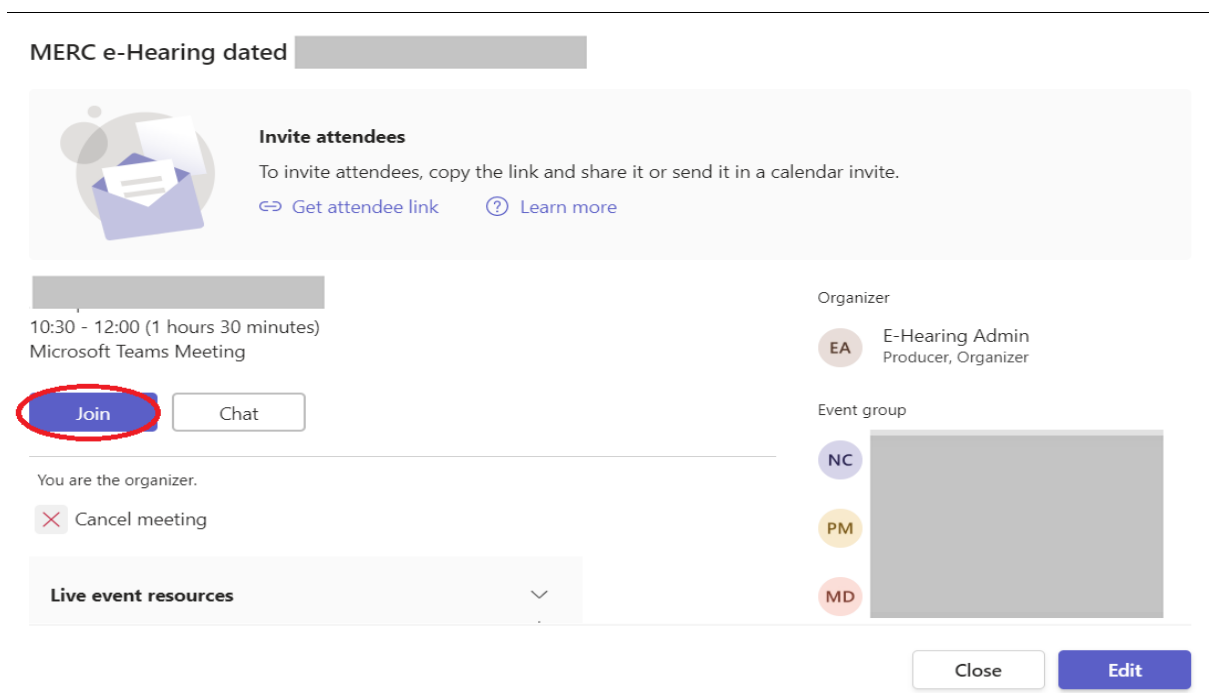 MERC e-Hearing dated
Invite attendees
To invite attendees, copy the link and share it or send it in a calendar invite.
Get attendee link
? Learn more
10:30 - 12:00 (1 hours 30 minutes)
Microsoft Teams Meeting
Join
Chat
You are the organizer.
Cancel meeting
Live event resources
Organizer
EA
E-Hearing Admin
Producer, Organizer
Event group
NC
PM
MD
Close
Edit